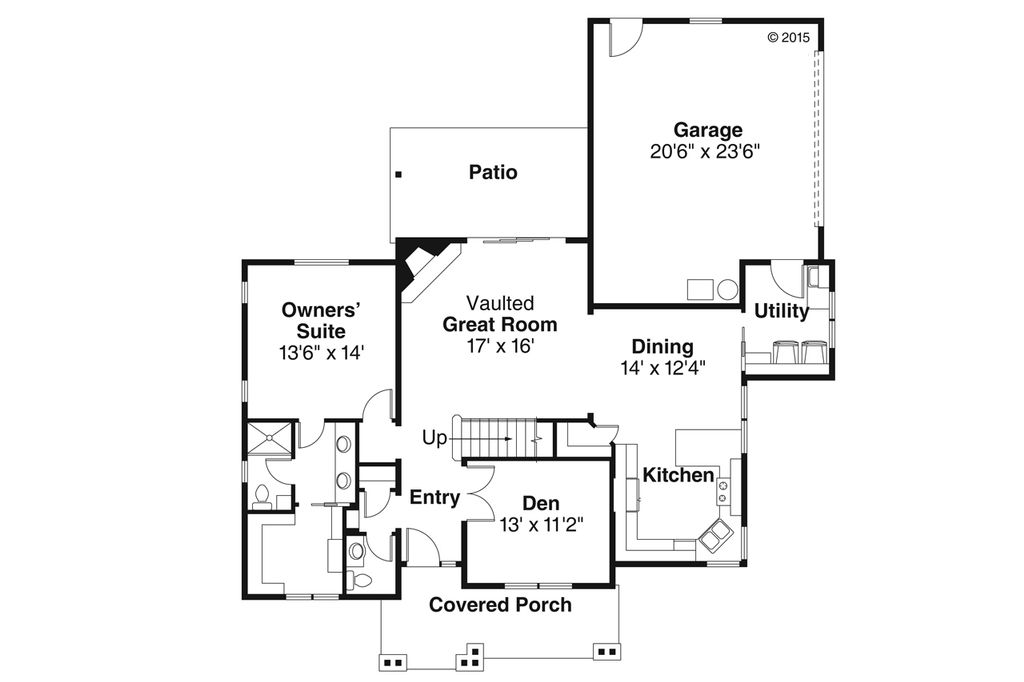 © 2015
Garage
20'6" x 23'6"
Patio
Owners’
Suite
13'6" x 14'
Vaulted
Great Room
17' x 16'
Utility
Dining
14' x 12'4"
Up
Kitchen
Entry
Den
13' x 11'2"
Covered Porch